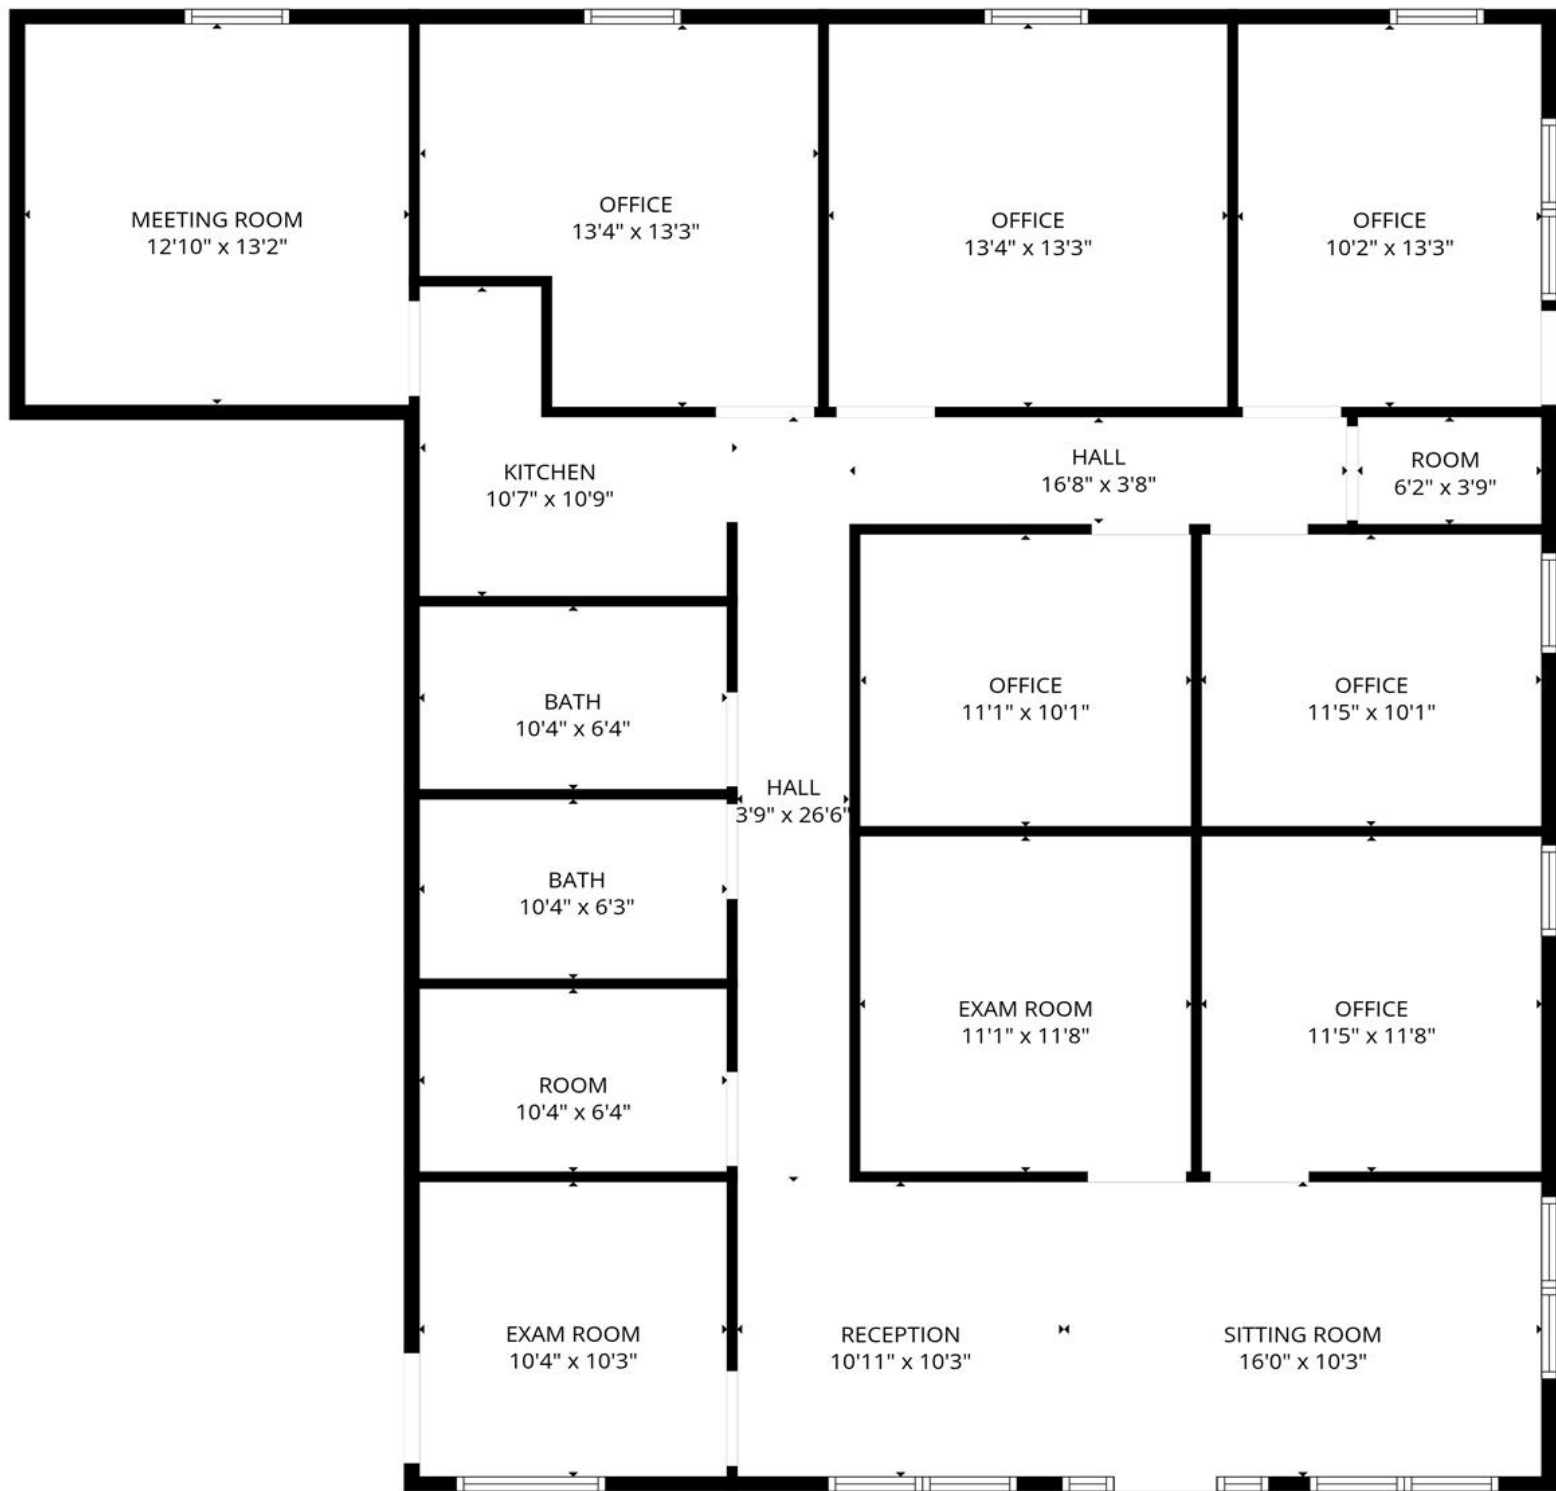 MEETING ROOM
12'10" x 13'2"
OFFICE
13'4" x 13'3"
OFFICE
13'4" x 13'3"
OFFICE
10'2" x 13'3"
KITCHEN
10'7" x 10'9"
HALL
16'8" x 3'8"
ROOM
6'2" x 3'9"
BATH
10'4" x 6'4"
OFFICE
11'1" x 10'1"
OFFICE
11'5" x 10'1"
HALL
3'9" x 26'6"
BATH
10'4" x 6'3"
EXAM ROOM
11'1" x 11'8"
OFFICE
11'5" x 11'8"
ROOM
10'4" x 6'4"
EXAM ROOM
10'4" x 10'3"
RECEPTION
10'11" x 10'3"
SITTING ROOM
16'0" x 10'3"